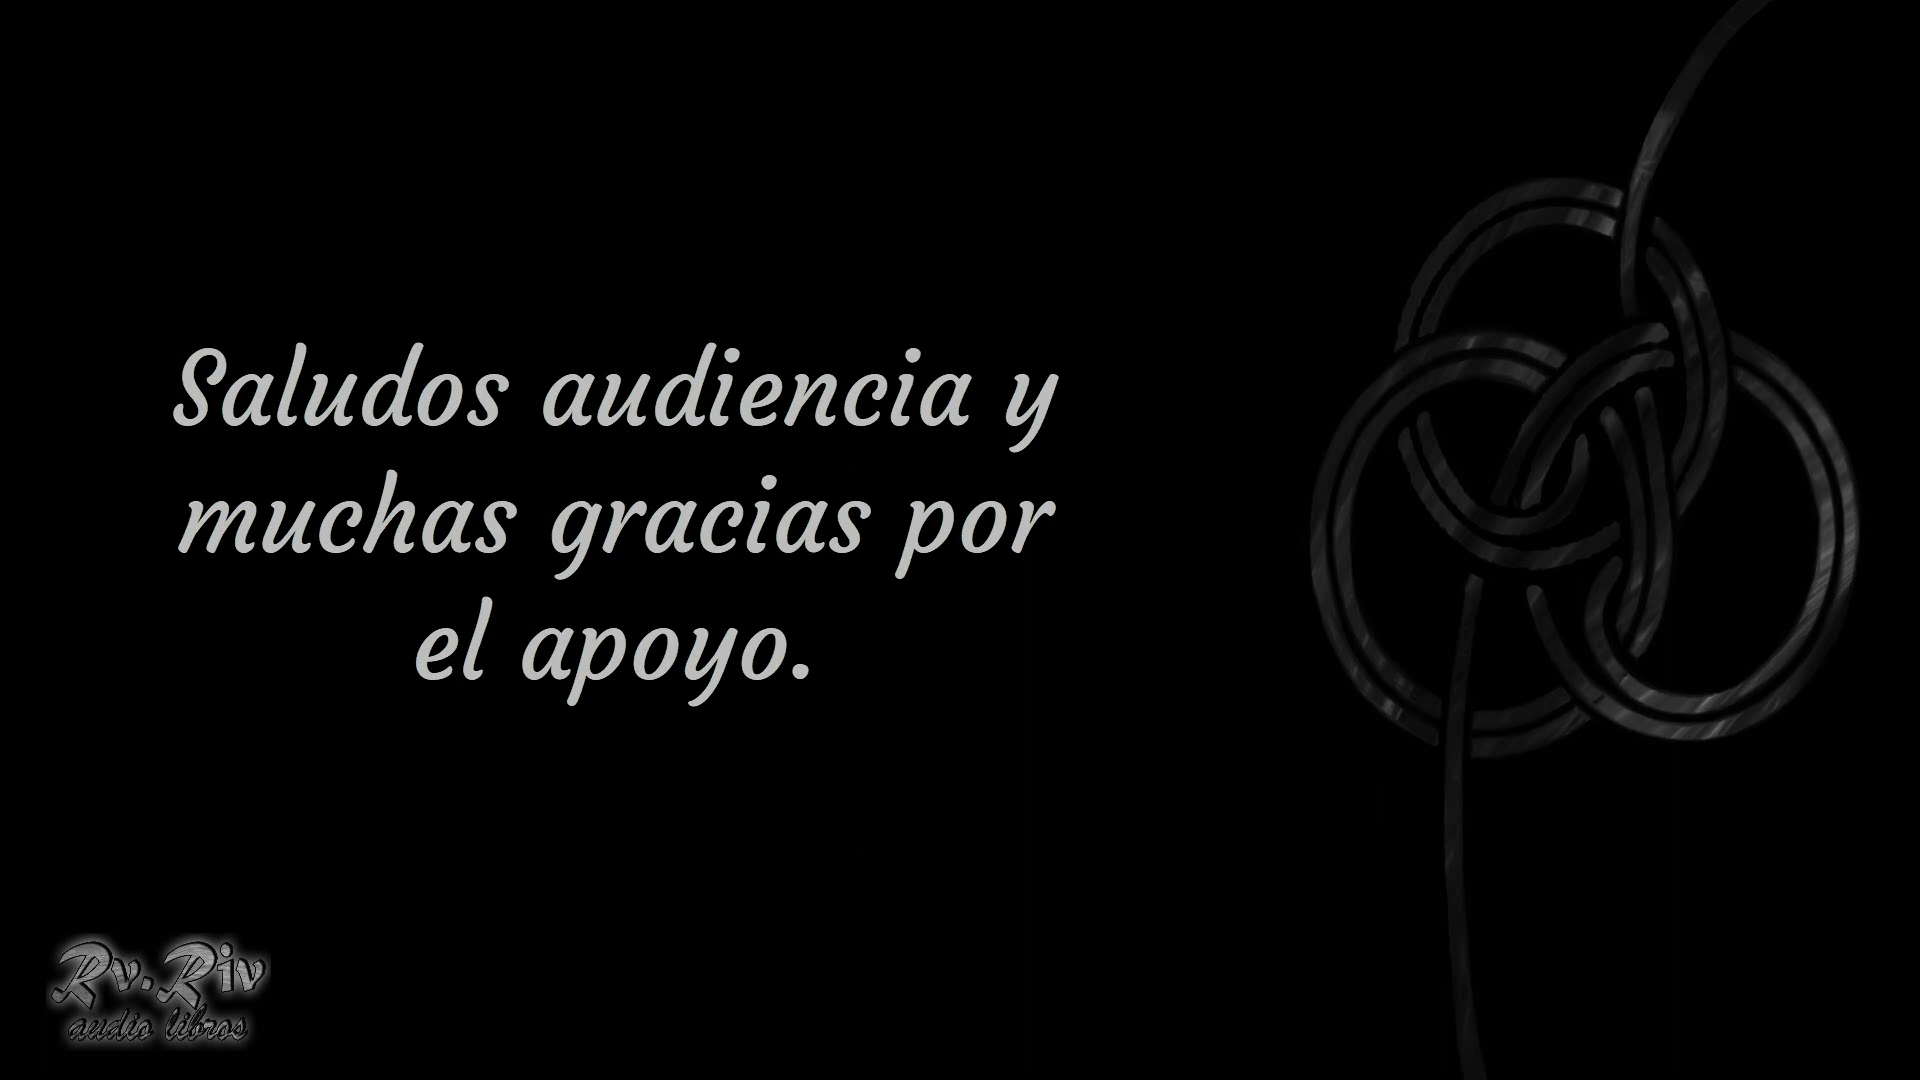 Saludos audiencia y
muchas gracias por
el apoyo.
Rv.Riv
audio libros